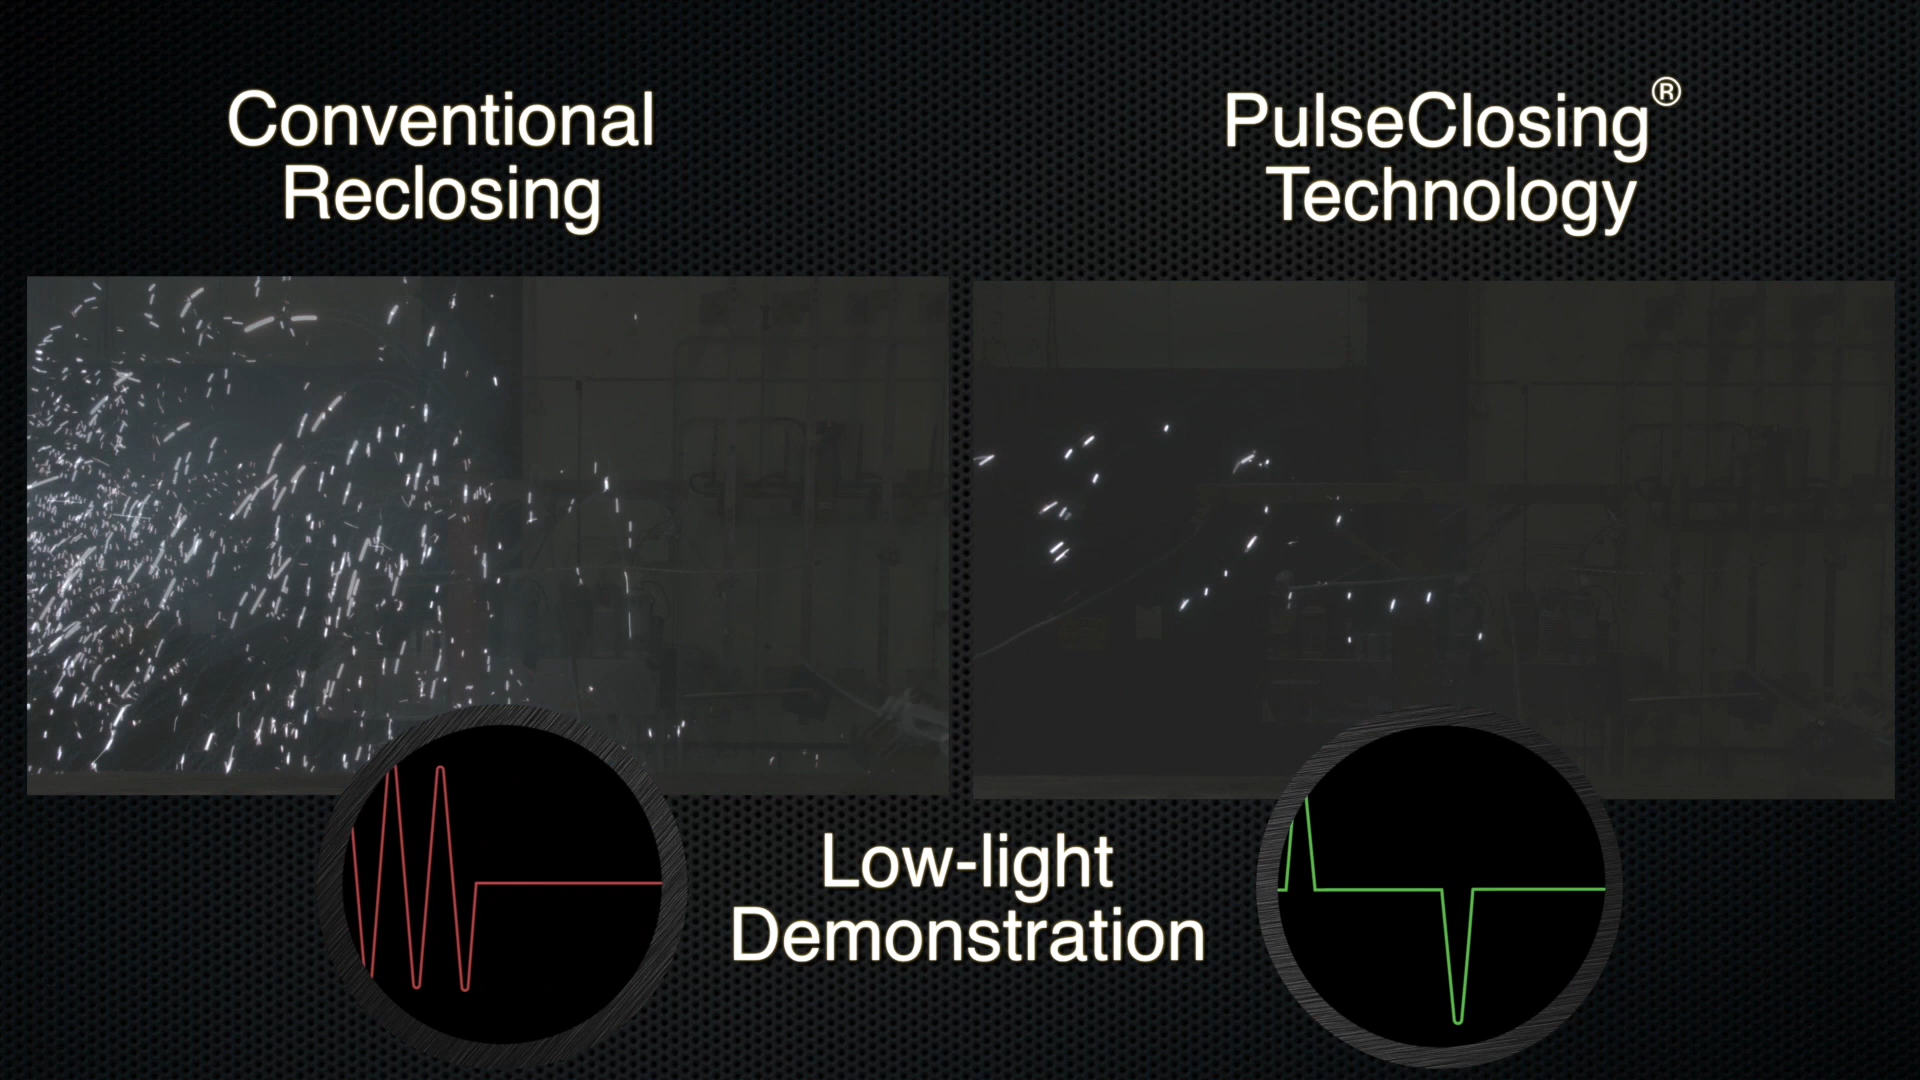 Conventional
Reclosing
PulseClosing®
Technology
Low-light
Demonstration